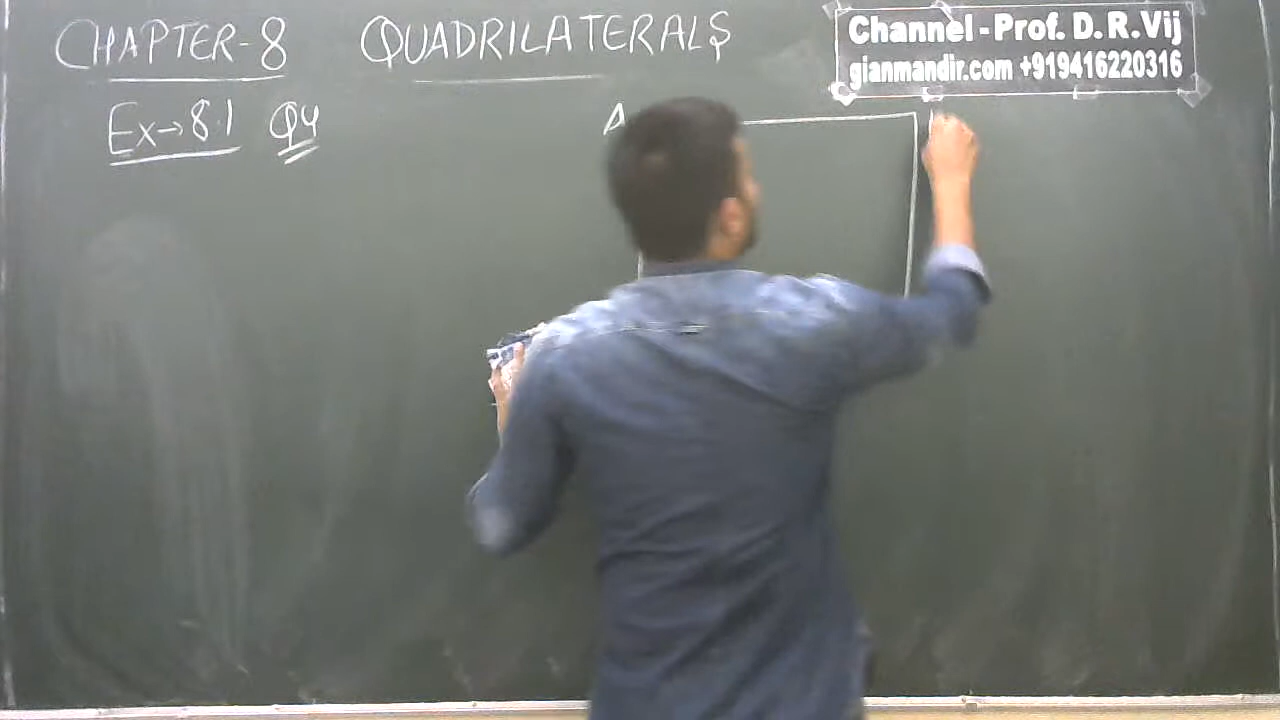 CHAPTER-8 QUADRILATERALS
Channel - Prof. D.R.Vij
gianmandir.com +919416220316
Ex→8.1 Q4
A